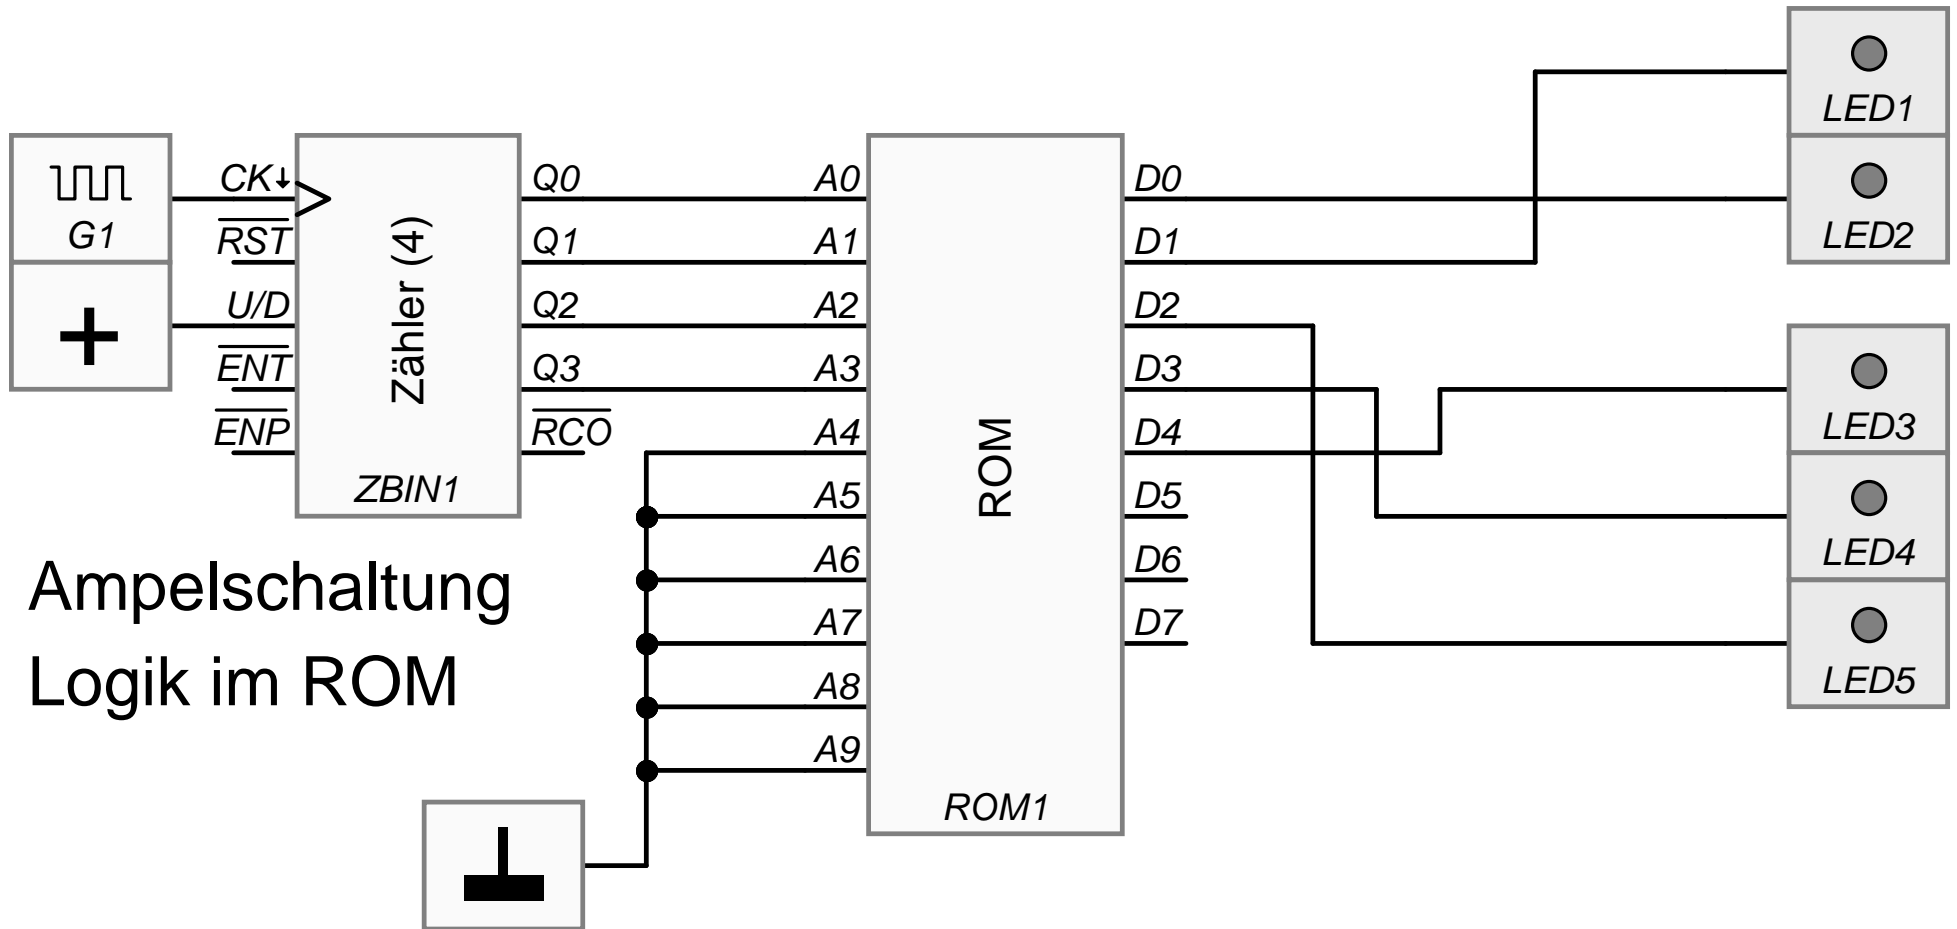 G1
CK↓
RST
U/D
ENT
ENP
Zähler (4)
ZBIN1
Q0
Q1
Q2
Q3
RCO
A0
A1
A2
A3
A4
A5
A6
A7
A8
A9
ROM
ROM1
D0
D1
D2
D3
D4
D5
D6
D7
LED1
LED2
LED3
LED4
LED5
Ampelschaltung
Logik im ROM